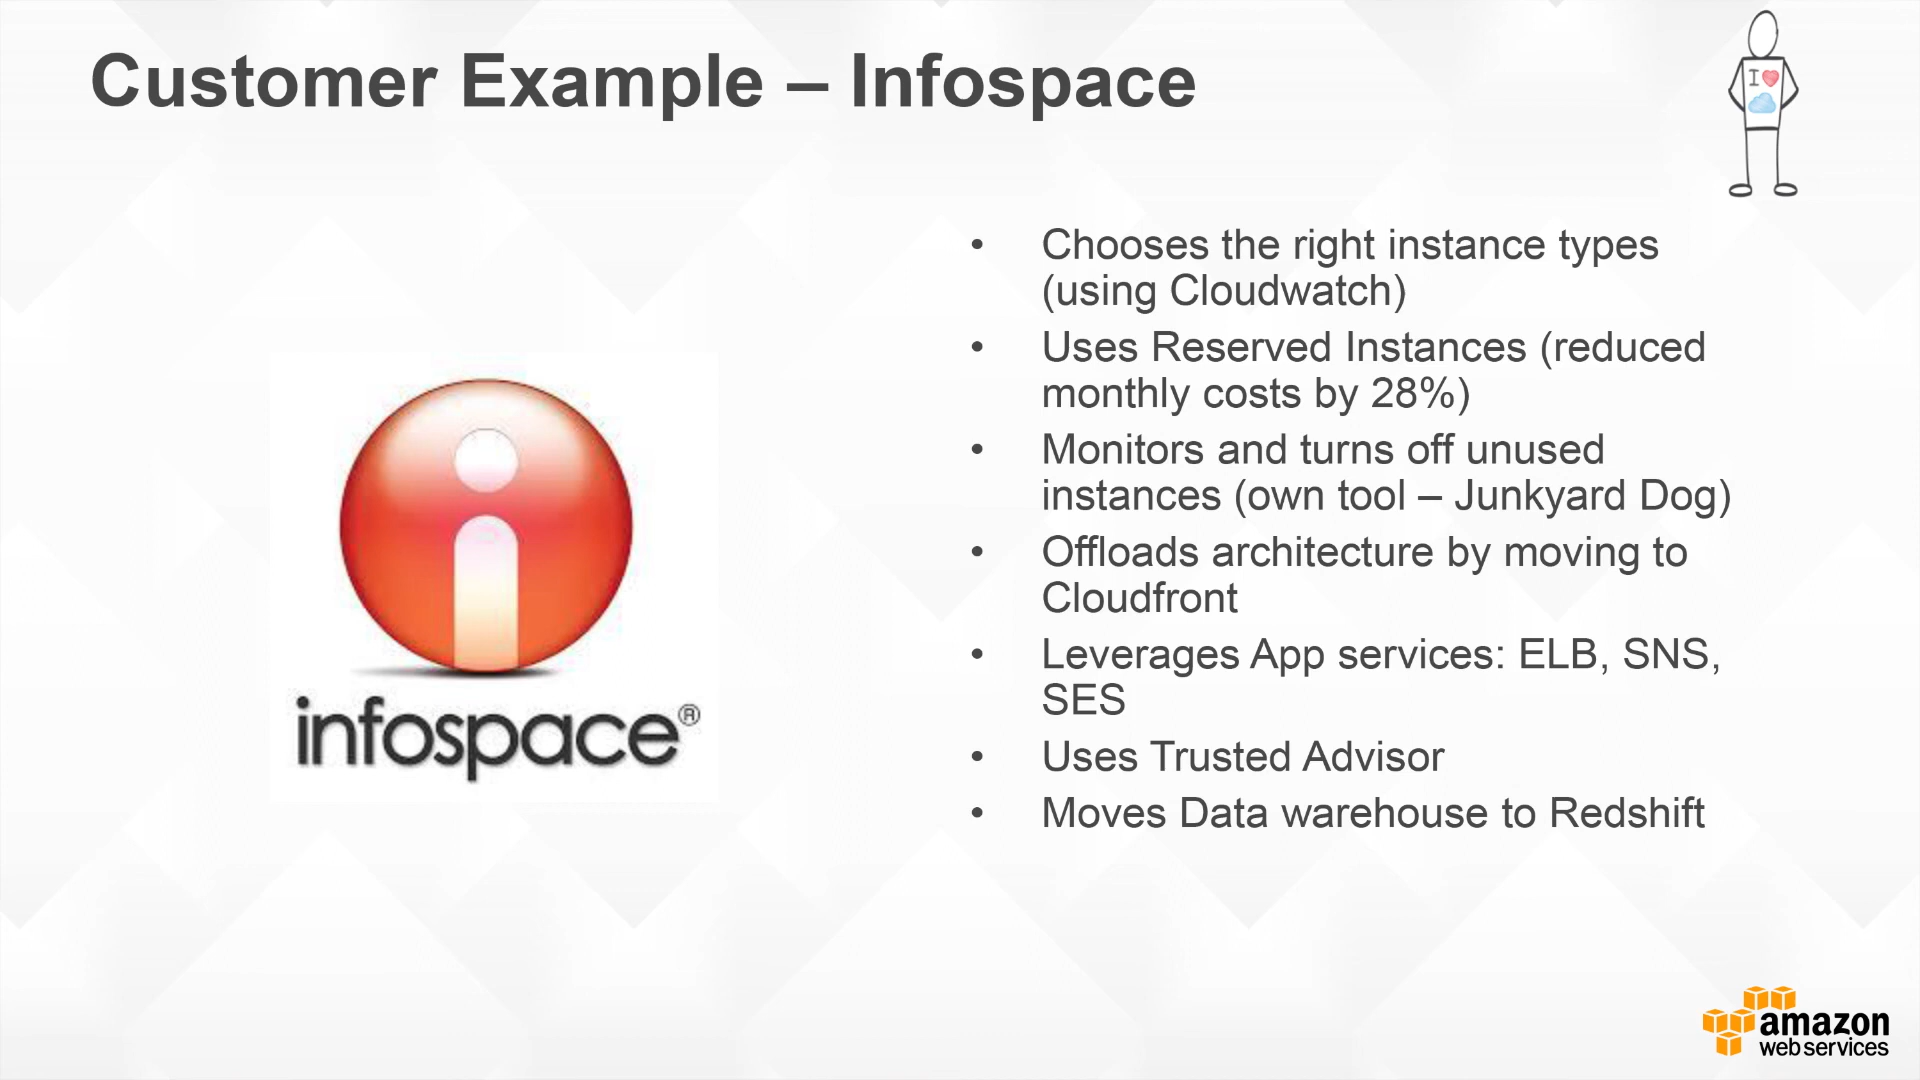 Customer Example – Infospace
I
• Chooses the right instance types
(using Cloudwatch)
• Uses Reserved Instances (reduced
monthly costs by 28%)
• Monitors and turns off unused
instances (own tool – Junkyard Dog)
• Offloads architecture by moving to
Cloudfront
• Leverages App services: ELB, SNS,
SES
• Uses Trusted Advisor
• Moves Data warehouse to Redshift
infospace®
amazon
web services